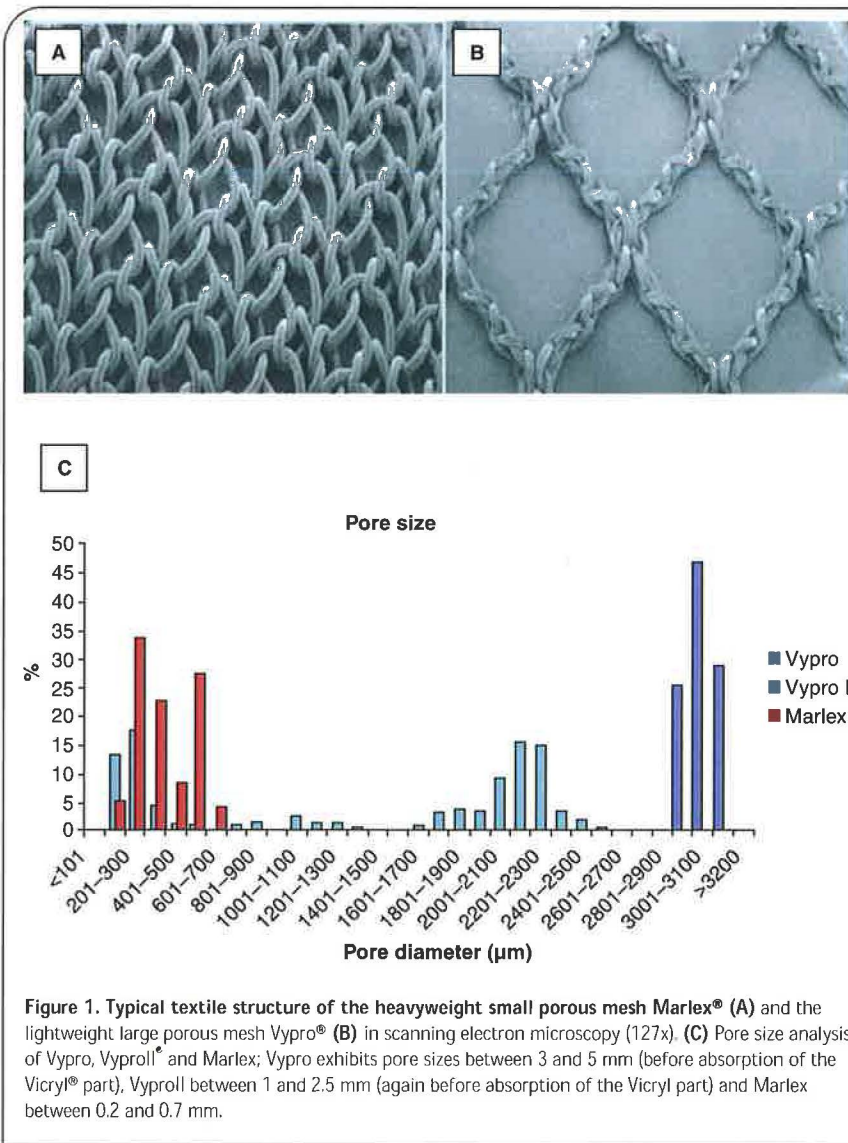 A
B
C
Pore size
50
45
40
35
30
25
20
15
10
5
0
%
<101
201–300
401–500
601–700
801–900
1001–1100
1201–1300
1401–1500
1601–1700
1801–1900
2001–2100
2201–2300
2401–2500
2601–2700
2801–2900
3001–3100
>3200
Pore diameter (µm)
Vypro
Vypro I
Marlex
Figure 1. Typical textile structure of the heavyweight small porous mesh Marlex® (A) and the
lightweight large porous mesh Vypro® (B) in scanning electron microscopy (127x). (C) Pore size analysis
of Vypro, VyproII® and Marlex; Vypro exhibits pore sizes between 3 and 5 mm (before absorption of the
Vicryl® part), VyproII between 1 and 2.5 mm (again before absorption of the Vicryl part) and Marlex
between 0.2 and 0.7 mm.